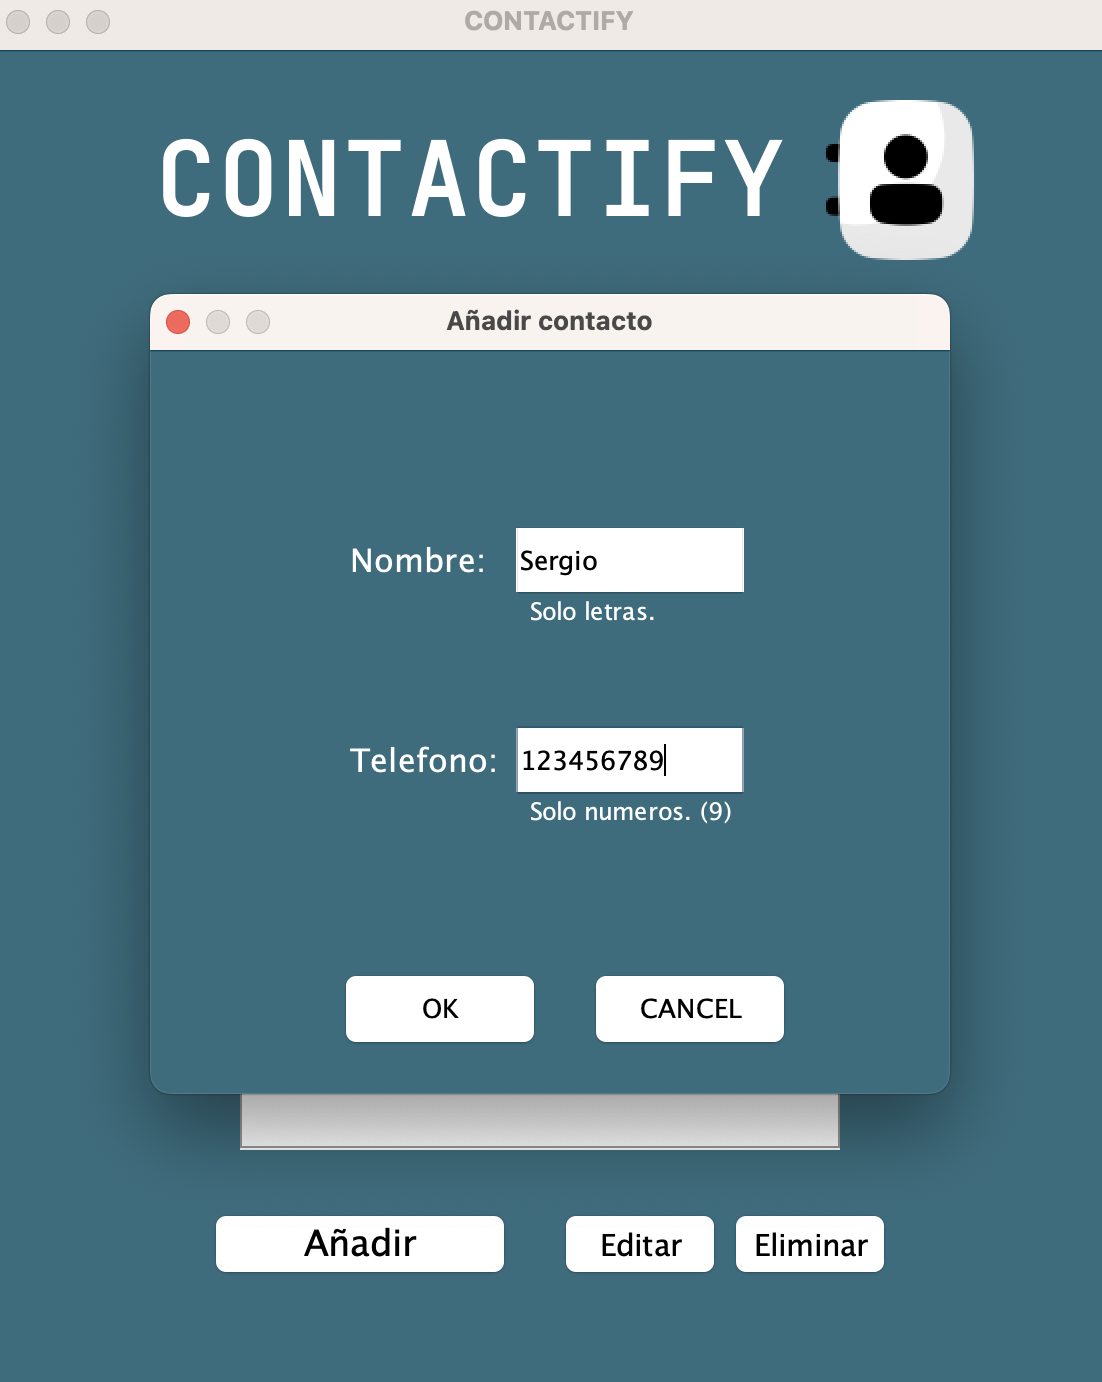 CONTACTIFY
CONTACTIFY
Añadir contacto
Nombre: Sergio
Solo letras.
Telefono: 123456789
Solo numeros. (9)
OK CANCEL
Añadir Editar Eliminar